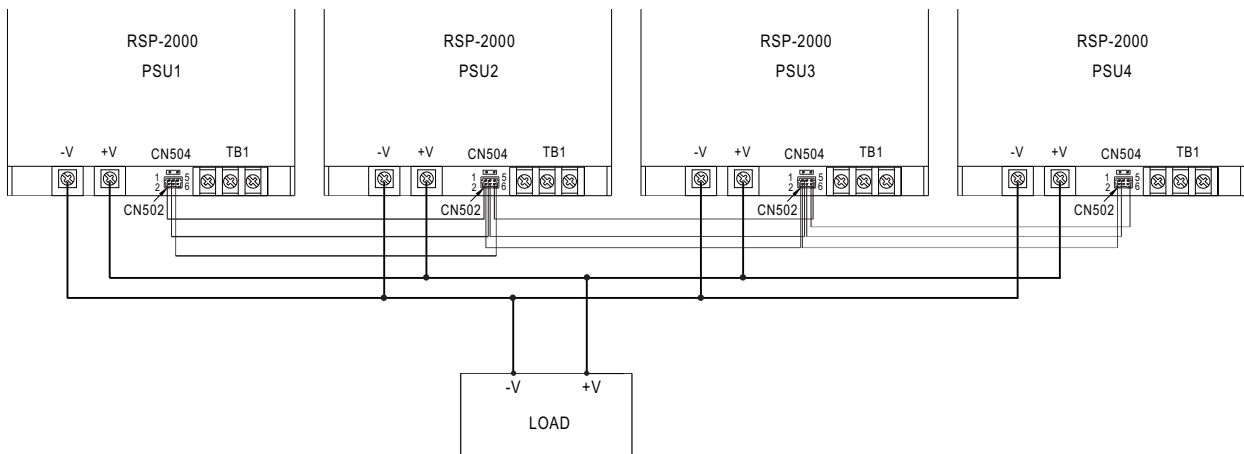 RSP-2000 RSP-2000 RSP-2000 RSP-2000
PSU1 PSU2 PSU3 PSU4
-V +V CN504 TB1 -V +V CN504 TB1 -V +V CN504 TB1 -V +V CN504 TB1
1 5 1 5 1 5 1 5
2 6 2 6 2 6 2 6
CN502 CN502 CN502 CN502
-V +V
LOAD